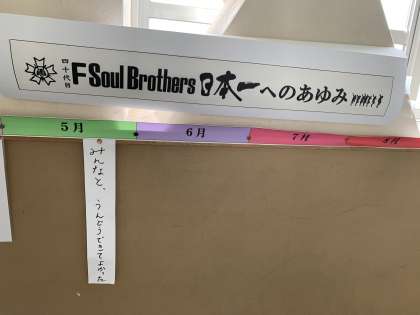 四十代目 F Soul Brothers 日本一へのあゆみ
5月 6月 7月 8月
みんなと、うんどうできてよかった